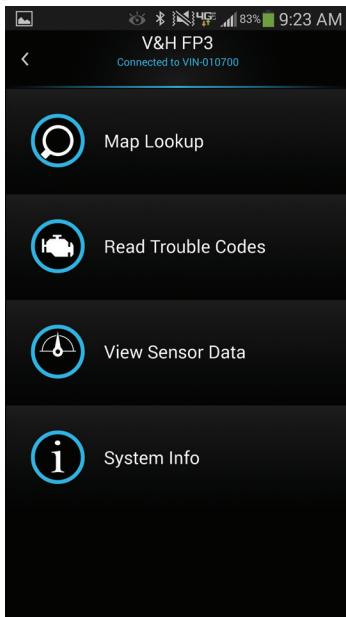 4G 83% 9:23 AM
V&H FP3
Connected to VIN-010700
Map Lookup
Read Trouble Codes
View Sensor Data
i System Info